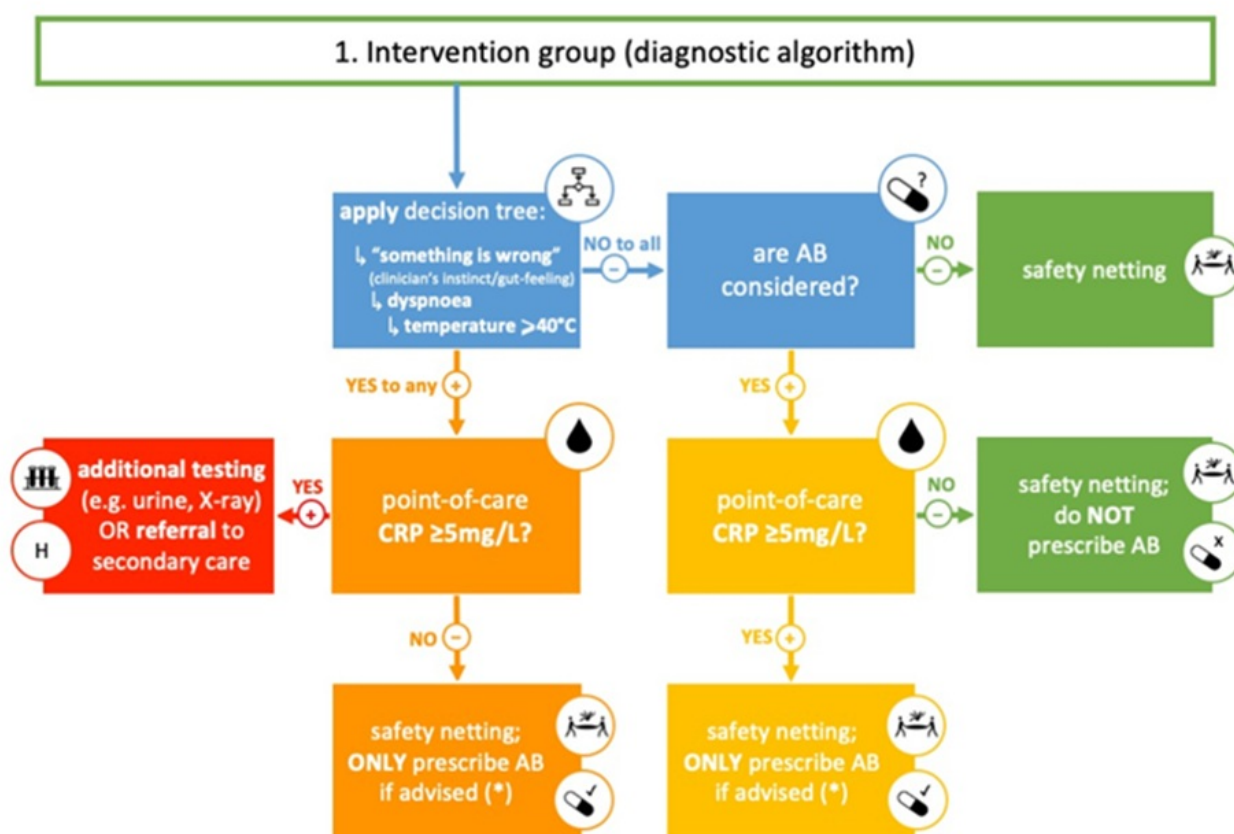 1. Intervention group (diagnostic algorithm)
apply decision tree:
↳ “something is wrong”
(clinician's instinct/gut-feeling)
↳ dyspnoea
↳ temperature ⩾40°C
NO to all
−
?
are AB
considered?
NO
−
safety netting
YES to any +
YES +
additional testing
(e.g. urine, X-ray)
OR referral to
secondary care
H
YES
+
point-of-care
CRP ≥5mg/L?
point-of-care
CRP ≥5mg/L?
NO
−
safety netting;
do NOT
prescribe AB
x
NO −
YES +
safety netting;
ONLY prescribe AB
if advised (*)
safety netting;
ONLY prescribe AB
if advised (*)